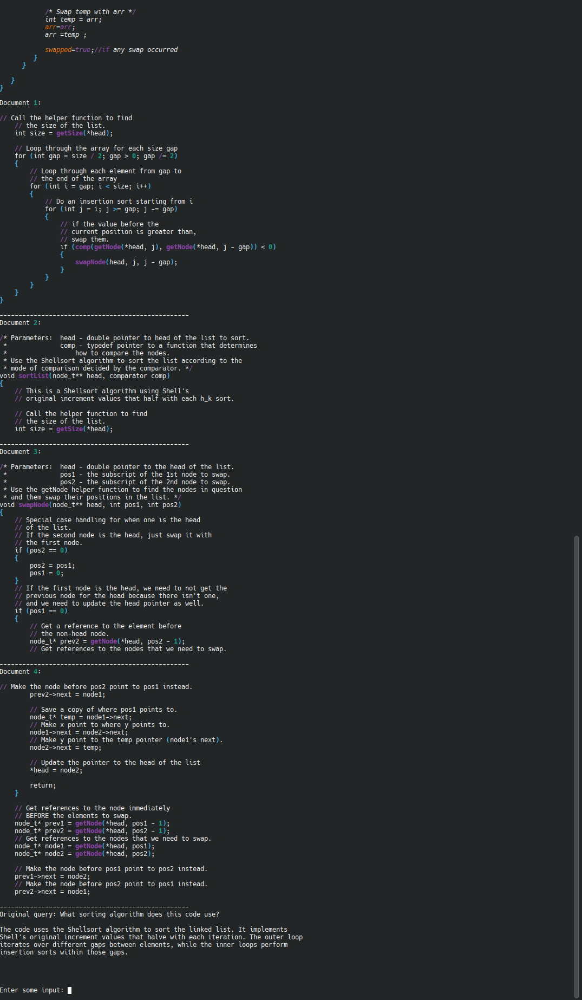 /* Swap temp with arr */
int temp = arr;
arr=arr;
arr =temp ;
swapped=true;//if any swap occurred
}
}
}
}
Document 1:
// Call the helper function to find
// the size of the list.
int size = getSize(*head);
// Loop through the array for each size gap
for (int gap = size / 2; gap > 0; gap /= 2)
{
// Loop through each element from gap to
// the end of the array
for (int i = gap; i < size; i++)
{
// Do an insertion sort starting from i
for (int j = i; j >= gap; j -= gap)
{
// if the value before the
// current position is greater than,
// swap them.
if (comp(getNode(*head, j), getNode(*head, j - gap)) < 0)
{
swapNode(head, j, j - gap);
}
}
}
}
}
--------------------------------------------------
Document 2:
/* Parameters:  head - double pointer to head of the list to sort.
*              comp - typedef pointer to a function that determines
*                  how to compare the nodes.
* Use the Shellsort algorithm to sort the list according to the
* mode of comparison decided by the comparator. */
void sortList(node_t** head, comparator comp)
{
// This is a Shellsort algorithm using Shell's
// original increment values that half with each h_k sort.
// Call the helper function to find
// the size of the list.
int size = getSize(*head);
--------------------------------------------------
Document 3:
/* Parameters:  head - double pointer to the head of the list.
*              pos1 - the subscript of the 1st node to swap.
*              pos2 - the subscript of the 2nd node to swap.
* Use the getNode helper function to find the nodes in question
* and them swap their positions in the list. */
void swapNode(node_t** head, int pos1, int pos2)
{
// Special case handling for when one is the head
// of the list.
// If the second node is the head, just swap it with
// the first node.
if (pos2 == 0)
{
pos2 = pos1;
pos1 = 0;
}
// If the first node is the head, we need to not get the
// previous node for the head because there isn't one,
// and we need to update the head pointer as well.
if (pos1 == 0)
{
// Get a reference to the element before
// the non-head node.
node_t* prev2 = getNode(*head, pos2 - 1);
// Get references to the nodes that we need to swap.
--------------------------------------------------
Document 4:
// Make the node before pos2 point to pos1 instead.
prev2->next = node1;
// Save a copy of where pos1 points to.
node_t* temp = node1->next;
// Make x point to where y points to.
node1->next = node2->next;
// Make y point to the temp pointer (node1's next).
node2->next = temp;
// Update the pointer to the head of the list
*head = node2;
return;
}
// Get references to the node immediately
// BEFORE the elements to swap.
node_t* prev1 = getNode(*head, pos1 - 1);
node_t* prev2 = getNode(*head, pos2 - 1);
// Get references to the nodes that we need to swap.
node_t* node1 = getNode(*head, pos1);
node_t* node2 = getNode(*head, pos2);
// Make the node before pos1 point to pos2 instead.
prev1->next = node2;
// Make the node before pos2 point to pos1 instead.
prev2->next = node1;
--------------------------------------------------
Original query: What sorting algorithm does this code use?
The code uses the Shellsort algorithm to sort the linked list. It implements
Shell's original increment values that halve with each iteration. The outer loop
iterates over different gaps between elements, while the inner loops perform
insertion sorts within those gaps.
Enter some input: